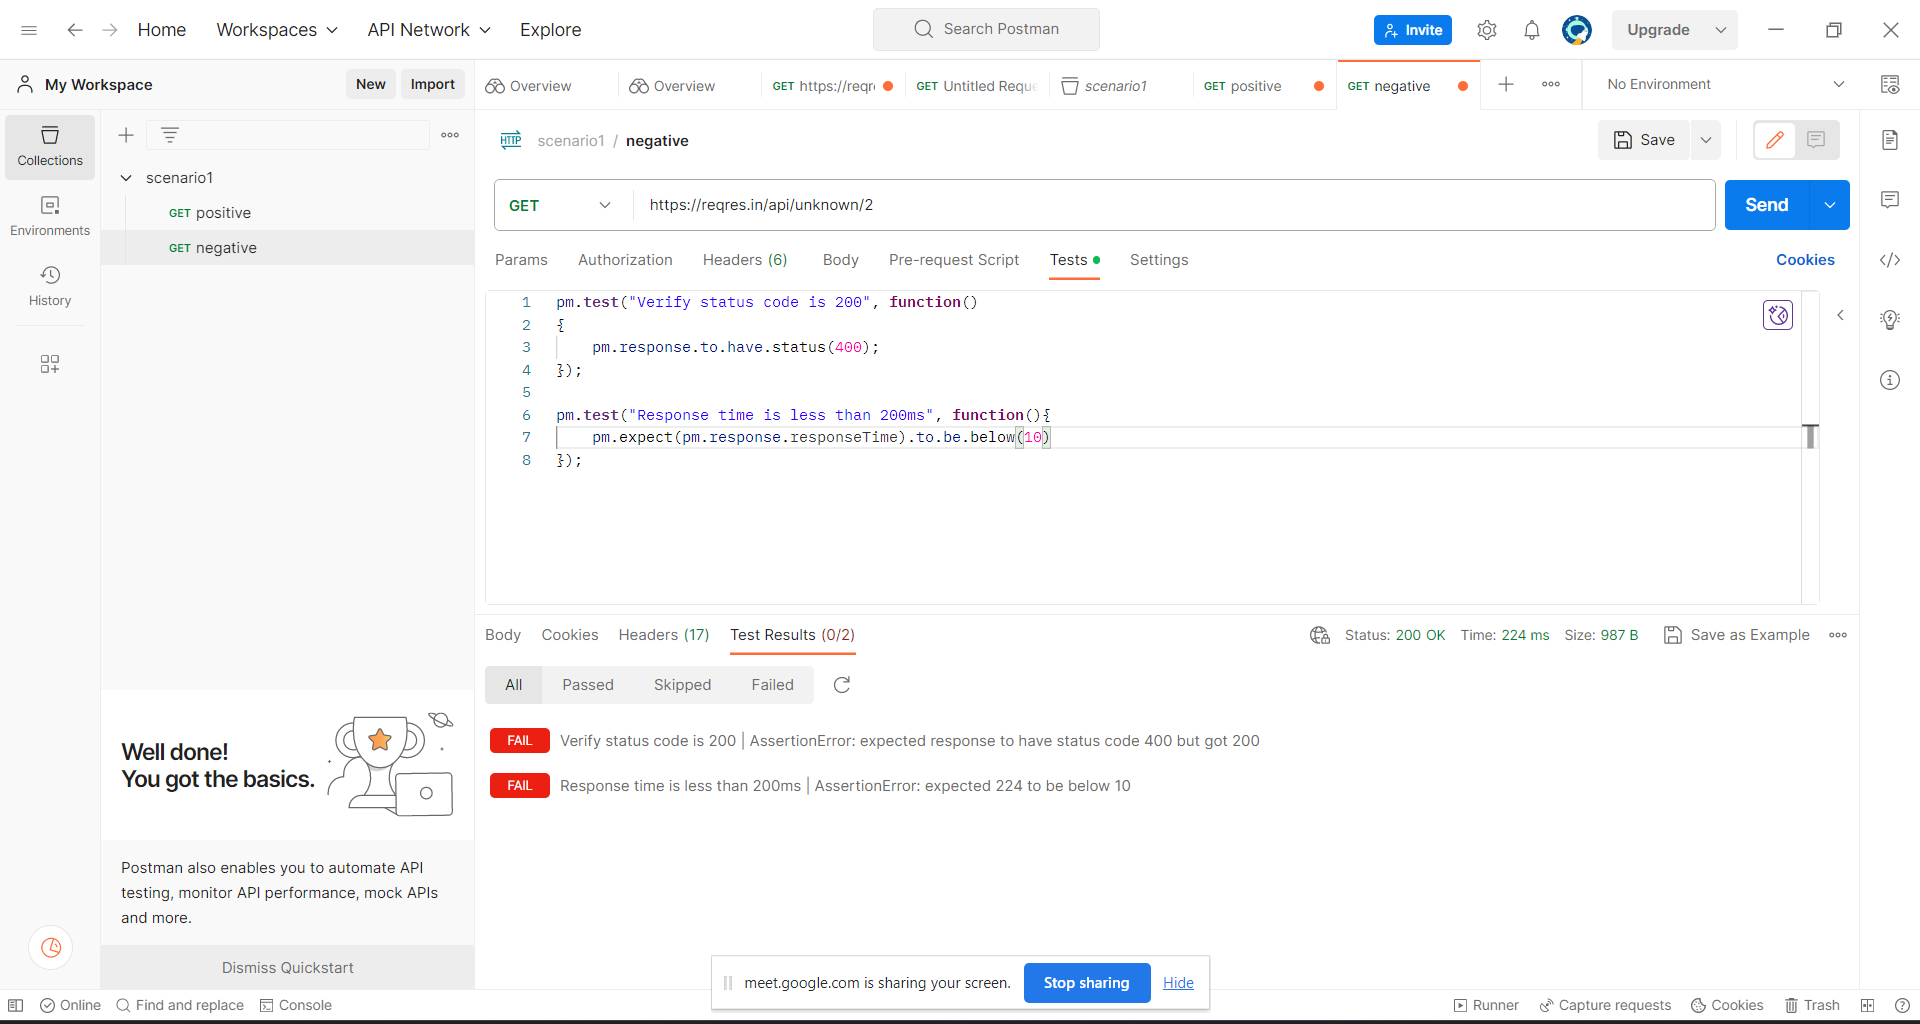 Home Workspaces API Network Explore Search Postman Invite Upgrade
My Workspace New Import Overview Overview GET https://reqr GET Untitled Reque scenario1 GET positive GET negative No Environment
Collections
Environments
History
scenario1
GET positive
GET negative
HTTP scenario1 / negative Save
GET https://reqres.in/api/unknown/2 Send
Params Authorization Headers (6) Body Pre-request Script Tests Settings Cookies
1 pm.test("Verify status code is 200", function()
2 {
3 pm.response.to.have.status(400);
4 });
5
6 pm.test("Response time is less than 200ms", function(){
7 pm.expect(pm.response.responseTime).to.be.below(10)
8 });
Body Cookies Headers (17) Test Results (0/2) Status: 200 OK Time: 224 ms Size: 987 B Save as Example
All Passed Skipped Failed
FAIL Verify status code is 200 | AssertionError: expected response to have status code 400 but got 200
FAIL Response time is less than 200ms | AssertionError: expected 224 to be below 10
Well done!
You got the basics.
Postman also enables you to automate API
testing, monitor API performance, mock APIs
and more.
Dismiss Quickstart
meet.google.com is sharing your screen. Stop sharing Hide
Online Find and replace Console Runner Capture requests Cookies Trash